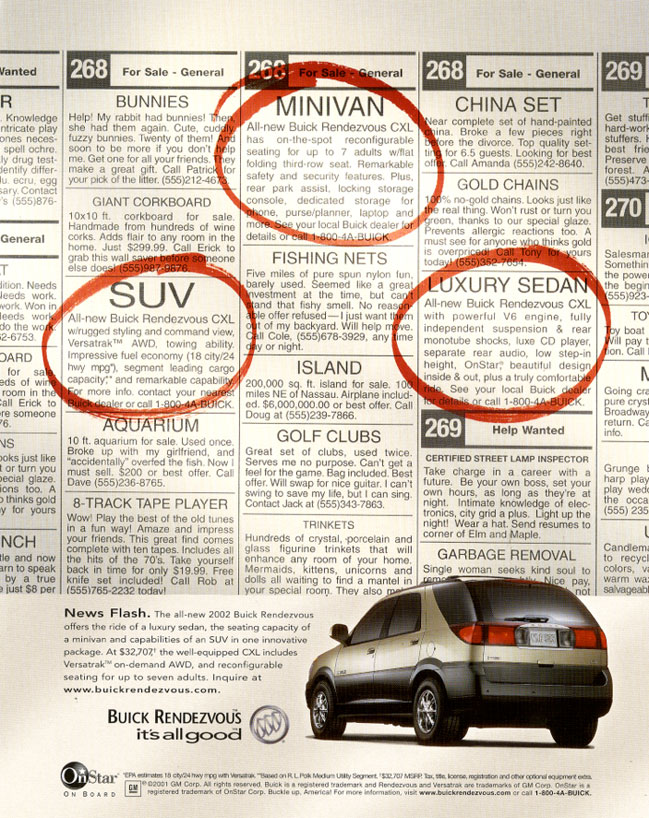 Wanted
R
. Knowledge
ntricate play
ones neces-
spell ochre.
ly drug test-
dentify differ-
lu, ecru, egg
sary. Contact
's (555)876-
General
dition. Needs
Needs work.
work. Won in
Needs work
do the work
OARD
for sale.
eds of wine
room in the
Call Erick to
ore someone
76.
NS
ooks just like
t or turn you
pecial glaze.
ions too. A
o thinks gold
ny for yours
NCH
tle and now
arn to speak
by a true
e just $8 per
268 For Sale - General
BUNNIES
Help! My rabbit had bunnies! Then,
she had them again. Cute, cuddly
fuzzy bunnies. Twenty of them! And
soon to be more if you don't help
me. Get one for all your friends. They
make a great gift. Call Patrick for
your pick of the litter. (555)212-4673
GIANT CORKBOARD
10x10 ft. corkboard for sale.
Handmade from hundreds of wine
corks. Adds flair to any room in the
home. Just $299.99. Call Erick to
grab this wall saver before someone
else does! (555)987-9876.
SUV
All-new Buick Rendezvous CXL
w/rugged styling and command view,
Versatrak™ AWD, towing ability.
Impressive fuel economy (18 city/24
hwy mpg*), segment leading cargo
capacity,** and remarkable capability.
For more info. contact your nearest
Buick dealer or call 1-800-4A-BUICK.
AQUARIUM
10 ft. aquarium for sale. Used once.
Broke up with my girlfriend, and
"accidentally" overfed the fish. Now I
must sell. $200 or best offer. Call
Dave (555)236-8765.
8-TRACK TAPE PLAYER
Wow! Play the best of the old tunes
in a fun way! Amaze and impress
your friends. This great find comes
complete with ten tapes. Includes all
the hits of the 70's. Take yourself
back in time for only $19.99. Free
knife set included! Call Rob at
(555)765-2232 today!
268 For Sale - General
MINIVAN
All-new Buick Rendezvous CXL
has on-the-spot reconfigurable
seating for up to 7 adults w/flat
folding third-row seat. Remarkable
safety and security features. Plus,
rear park assist, locking storage
console, dedicated storage for
phone, purse/planner, laptop and
more. See your local Buick dealer for
details or call 1-800-4A-BUICK.
FISHING NETS
Five miles of pure spun nylon fun,
barely used. Seemed like a great
investment at the time, but can't
stand that fishy smell. No reason-
able offer refused—I just want them
out of my backyard. Will help move.
Call Cole, (555)678-3929, any time
day or night.
ISLAND
200,000 sq. ft. island for sale. 100
miles NE of Nassau. Airplane includ-
ed. $6,000,000.00 or best offer. Call
Doug at (555)239-7866.
GOLF CLUBS
Great set of clubs, used twice.
Serves me no purpose. Can't get a
feel for the game. Bag included. Best
offer. Will swap for nice guitar. I can't
swing to save my life, but I can sing.
Contact Jack at (555)343-7863.
TRINKETS
Hundreds of crystal, porcelain and
glass figurine trinkets that will
enhance any room of your home.
Mermaids, kittens, unicorns and
dolls all waiting to find a mantel in
your special room. They also
268 For Sale - General
CHINA SET
Near complete set of hand-painted
china. Broke a few pieces right
before the divorce. Top quality set-
ting for 6.5 guests. Looking for best
offer. Call Amanda (555)242-8640.
GOLD CHAINS
100% no-gold chains. Looks just like
the real thing. Won't rust or turn you
green, thanks to our special glaze.
Prevents allergic reactions too. A
must see for anyone who thinks gold
is overpriced! Call Tony for yours
today! (555)352-7654.
LUXURY SEDAN
All-new Buick Rendezvous CXL
with powerful V6 engine, fully
independent suspension & rear
monotube shocks, luxe CD player,
separate rear audio, low step-in
height, OnStar,® beautiful design
inside & out, plus a truly comfortable
ride. See your local Buick dealer
for details or call 1-800-4A-BUICK.
269 Help Wanted
CERTIFIED STREET LAMP INSPECTOR
Take charge in a career with a
future. Be your own boss, set your
own hours, as long as they're at
night. Intimate knowledge of elec-
tronics, city grid a plus. Light up the
night! Wear a hat. Send resumes to
corner of Elm and Maple.
GARBAGE REMOVAL
Single woman seeks kind soul to
269
T
Get stuff
hard-work
stuffers.
best frien
Preserve
forest. A
(555)473-
270
Salesman
Somethin
the power
the begin
(555)923-
TO
Toy boat
Will pay t
ion. Call
M
Going cra
pure cryst
Broadway
return. Ca
info.
Grunge b
harp play
play wedd
the occa
(555) 235
U
Candlema
to recycl
colors, va
warm wax
salvageab
News Flash. The all-new 2002 Buick Rendezvous
offers the ride of a luxury sedan, the seating capacity of
a minivan and capabilities of an SUV in one innovative
package. At $32,707,† the well-equipped CXL includes
Versatrak™ on-demand AWD, and reconfigurable
seating for up to seven adults. Inquire at
www.buickrendezvous.com.
BUICK RENDEZVOUS™
it's all good™
OnStar
ON BOARD
*EPA estimates 18 city/24 hwy mpg with Versatrak. **Based on R. L. Polk Medium Utility Segment. †$32,707 MSRP. Tax, title, license, registration and other optional equipment extra.
GM ©2001 GM Corp. All rights reserved. Buick is a registered trademark and Rendezvous and Versatrak are trademarks of GM Corp. OnStar is a
registered trademark of OnStar Corp. Buckle up, America! For more information, visit www.buickrendezvous.com or call 1-800-4A-BUICK.